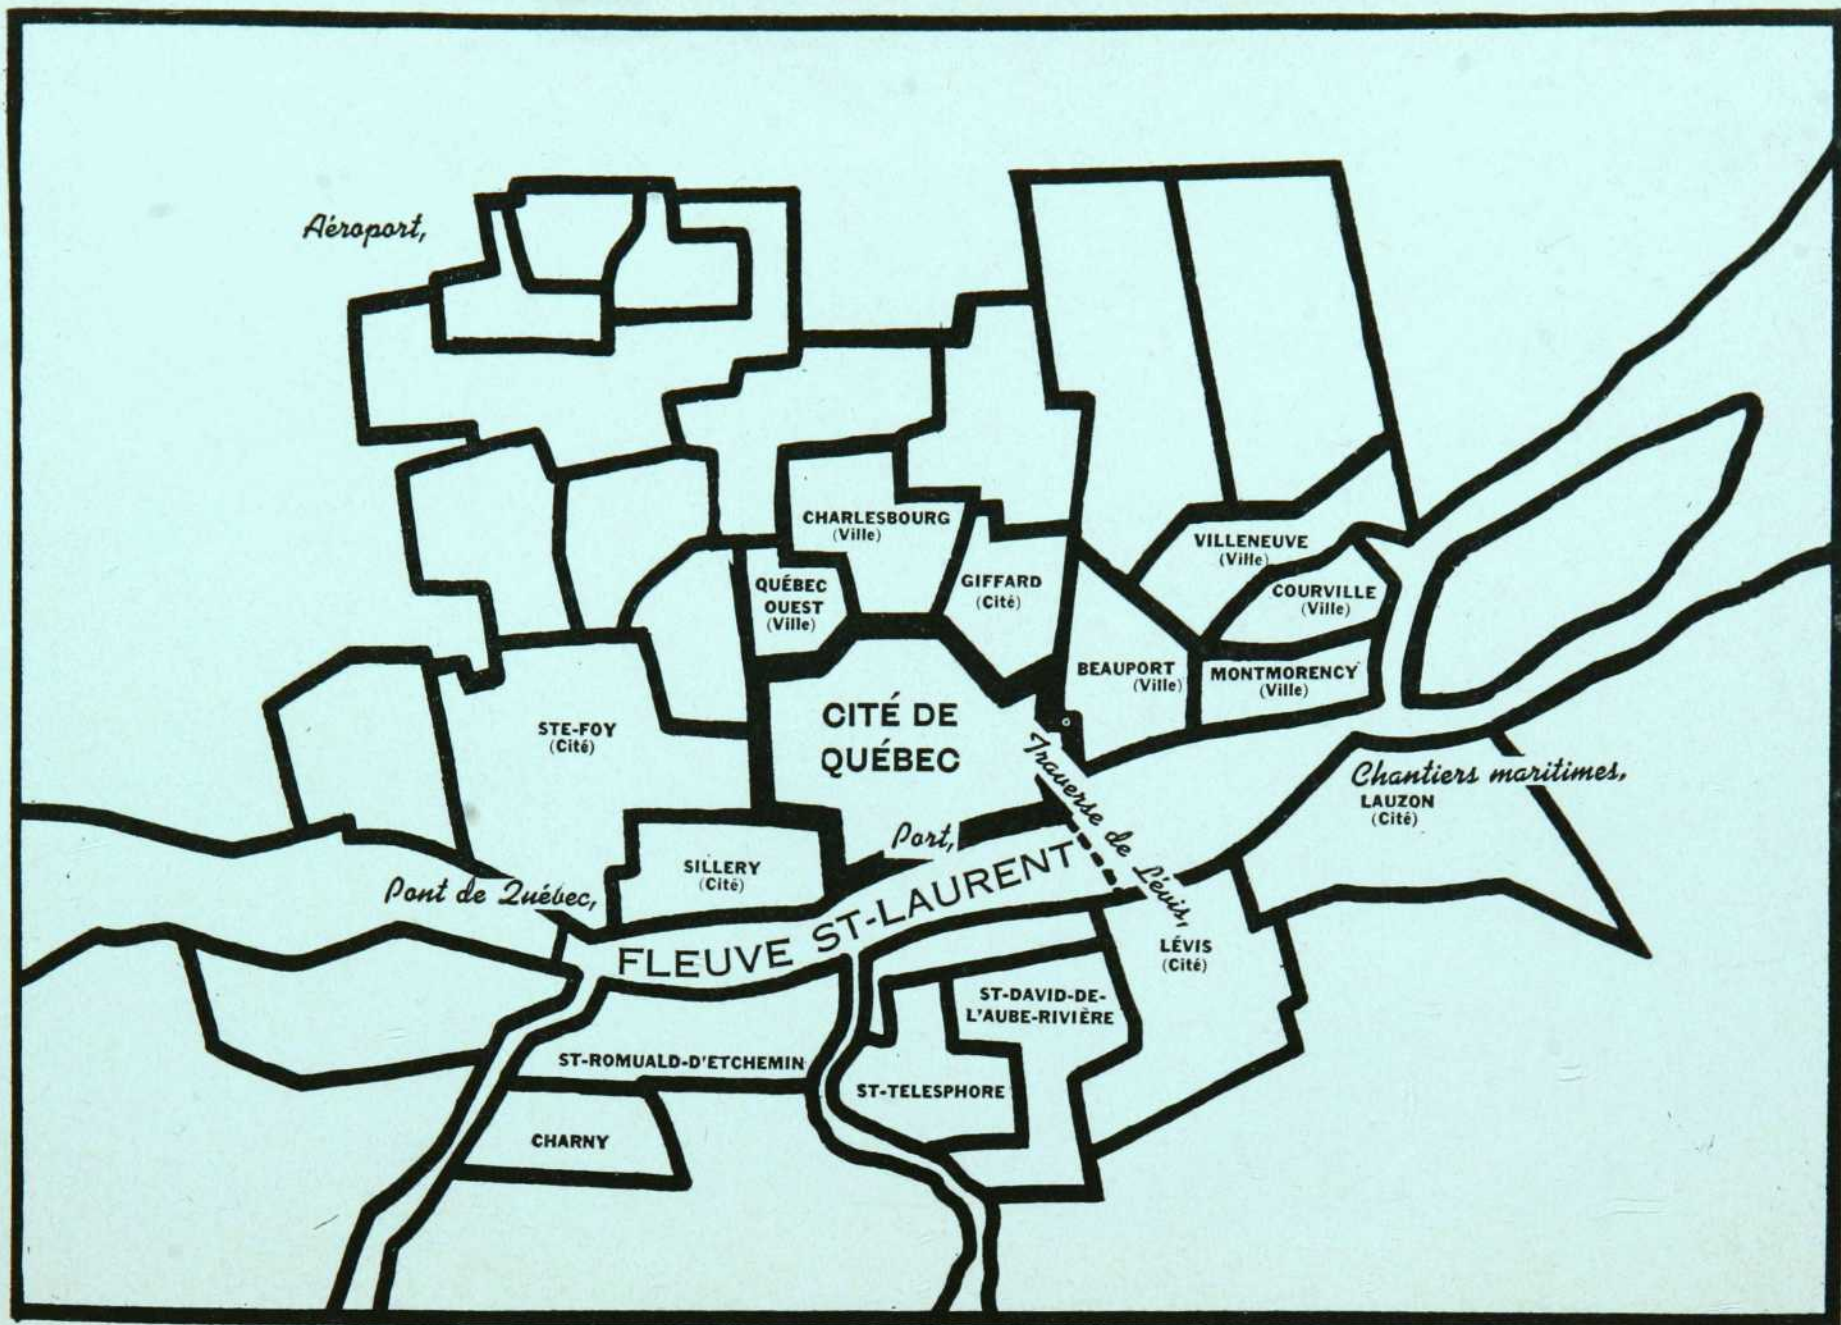 Aéroport,
CHARLESBOURG
(Ville)
VILLENEUVE
(Ville)
QUÉBEC
OUEST
(Ville)
GIFFARD
(Cité)
COURVILLE
(Ville)
BEAUPORT
(Ville)
MONTMORENCY
(Ville)
STE-FOY
(Cité)
CITÉ DE
QUÉBEC
Traverse de Lévis,
Chantiers maritimes,
LAUZON
(Cité)
Port,
SILLERY
(Cité)
Pont de Québec,
FLEUVE ST-LAURENT
LÉVIS
(Cité)
ST-DAVID-DE-
L'AUBE-RIVIÈRE
ST-ROMUALD-D'ETCHEMIN
ST-TELESPHORE
CHARNY